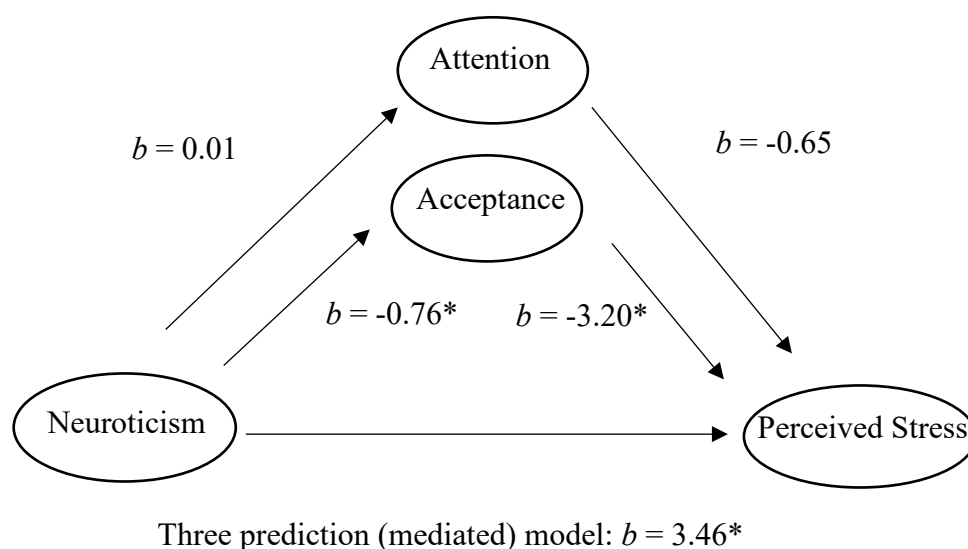 Attention
b = 0.01
b = -0.65
Acceptance
b = -0.76*
b = -3.20*
Neuroticism
Perceived Stress
Three prediction (mediated) model: b = 3.46*